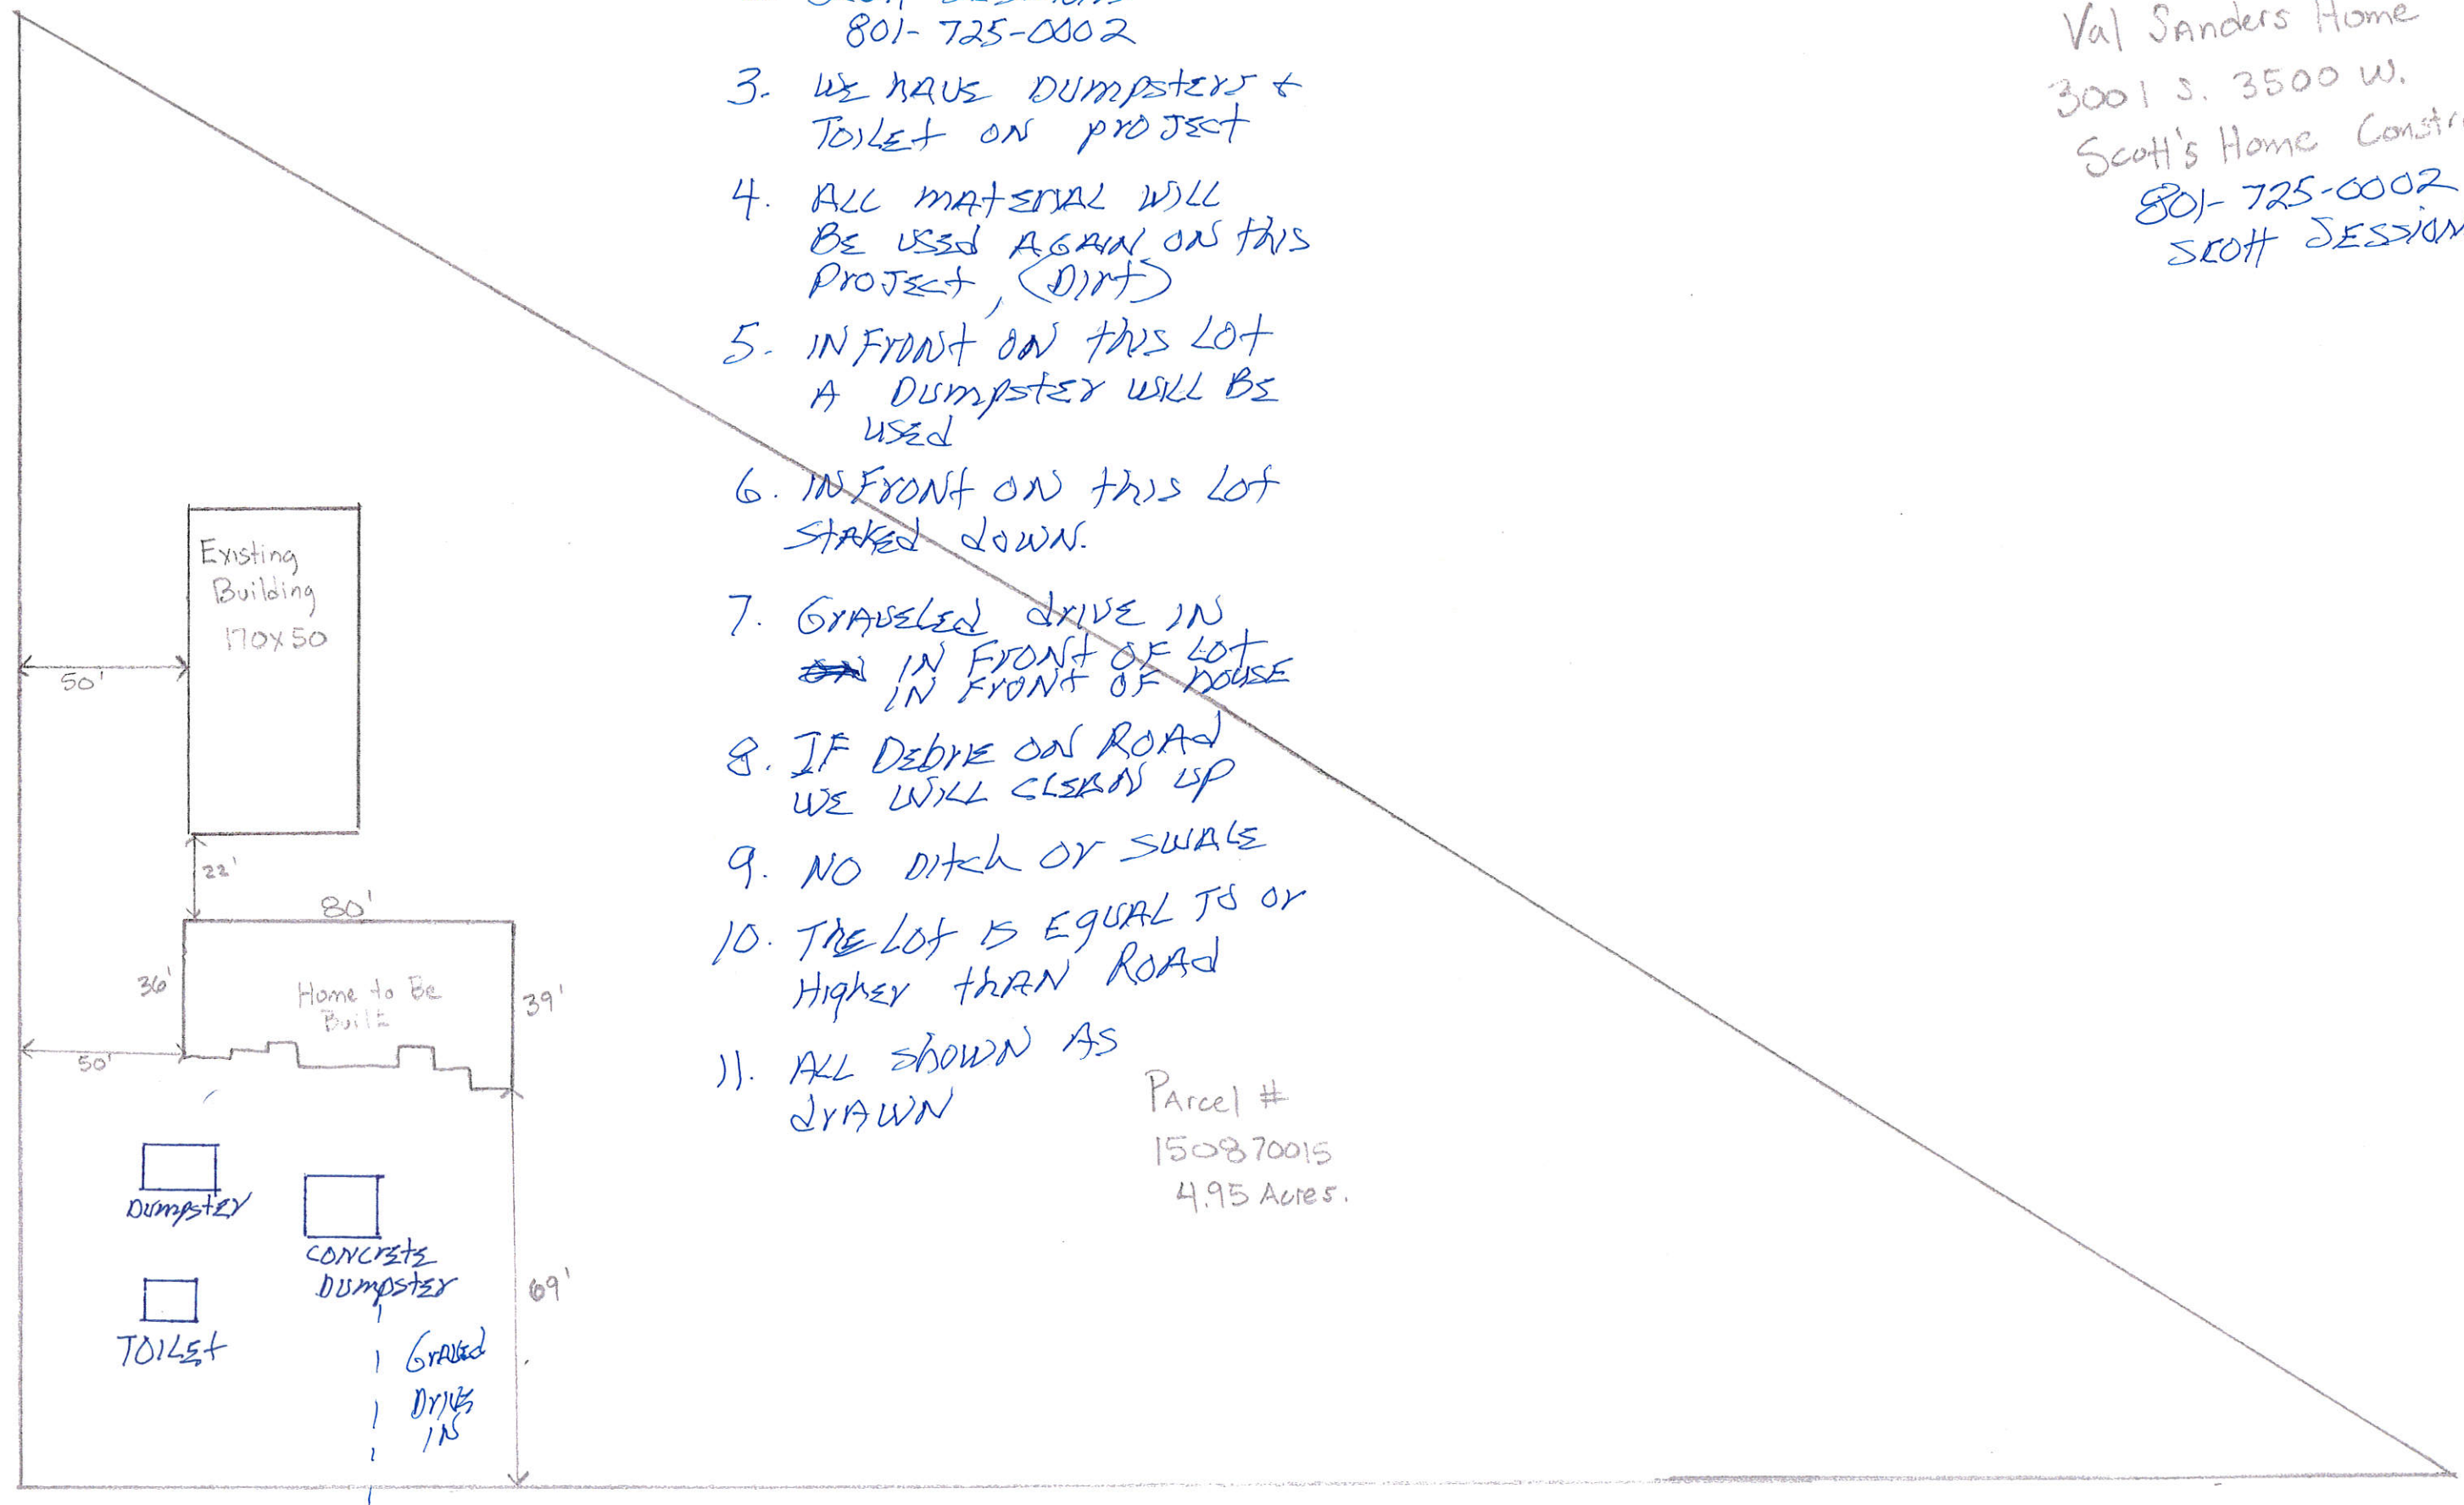 801-725-0002
3. WE HAVE DUMPSTERS &
TOILET ON PROJECT
4. ALL MATERIAL WILL
BE USED AGAIN ON THIS
PROJECT, (DIRT)
5. IN FRONT ON THIS LOT
A DUMPSTER WILL BE
USED
6. IN FRONT ON THIS LOT
STAKED DOWN.
7. GRAVELED DRIVE IN
IN FRONT OF LOT
IN FRONT OF HOUSE
8. IF DEBRIE ON ROAD
WE WILL CLEAN UP
9. NO DITCH OR SWALE
10. THE LOT IS EQUAL TO OR
HIGHER THAN ROAD
11. ALL SHOWN AS
DRAWN
Val Sanders Home
3001 S. 3500 W.
Scott's Home Constr
801-725-0002
SCOTT SESSION
Existing
Building
170x50
50'
22'
80'
36'
Home to Be
Built
39'
50'
DUMPSTER
CONCRETE
DUMPSTER
TOILET
69'
GRAVEL
DRIVE
IN
Parcel #
150870015
4.95 Acres.